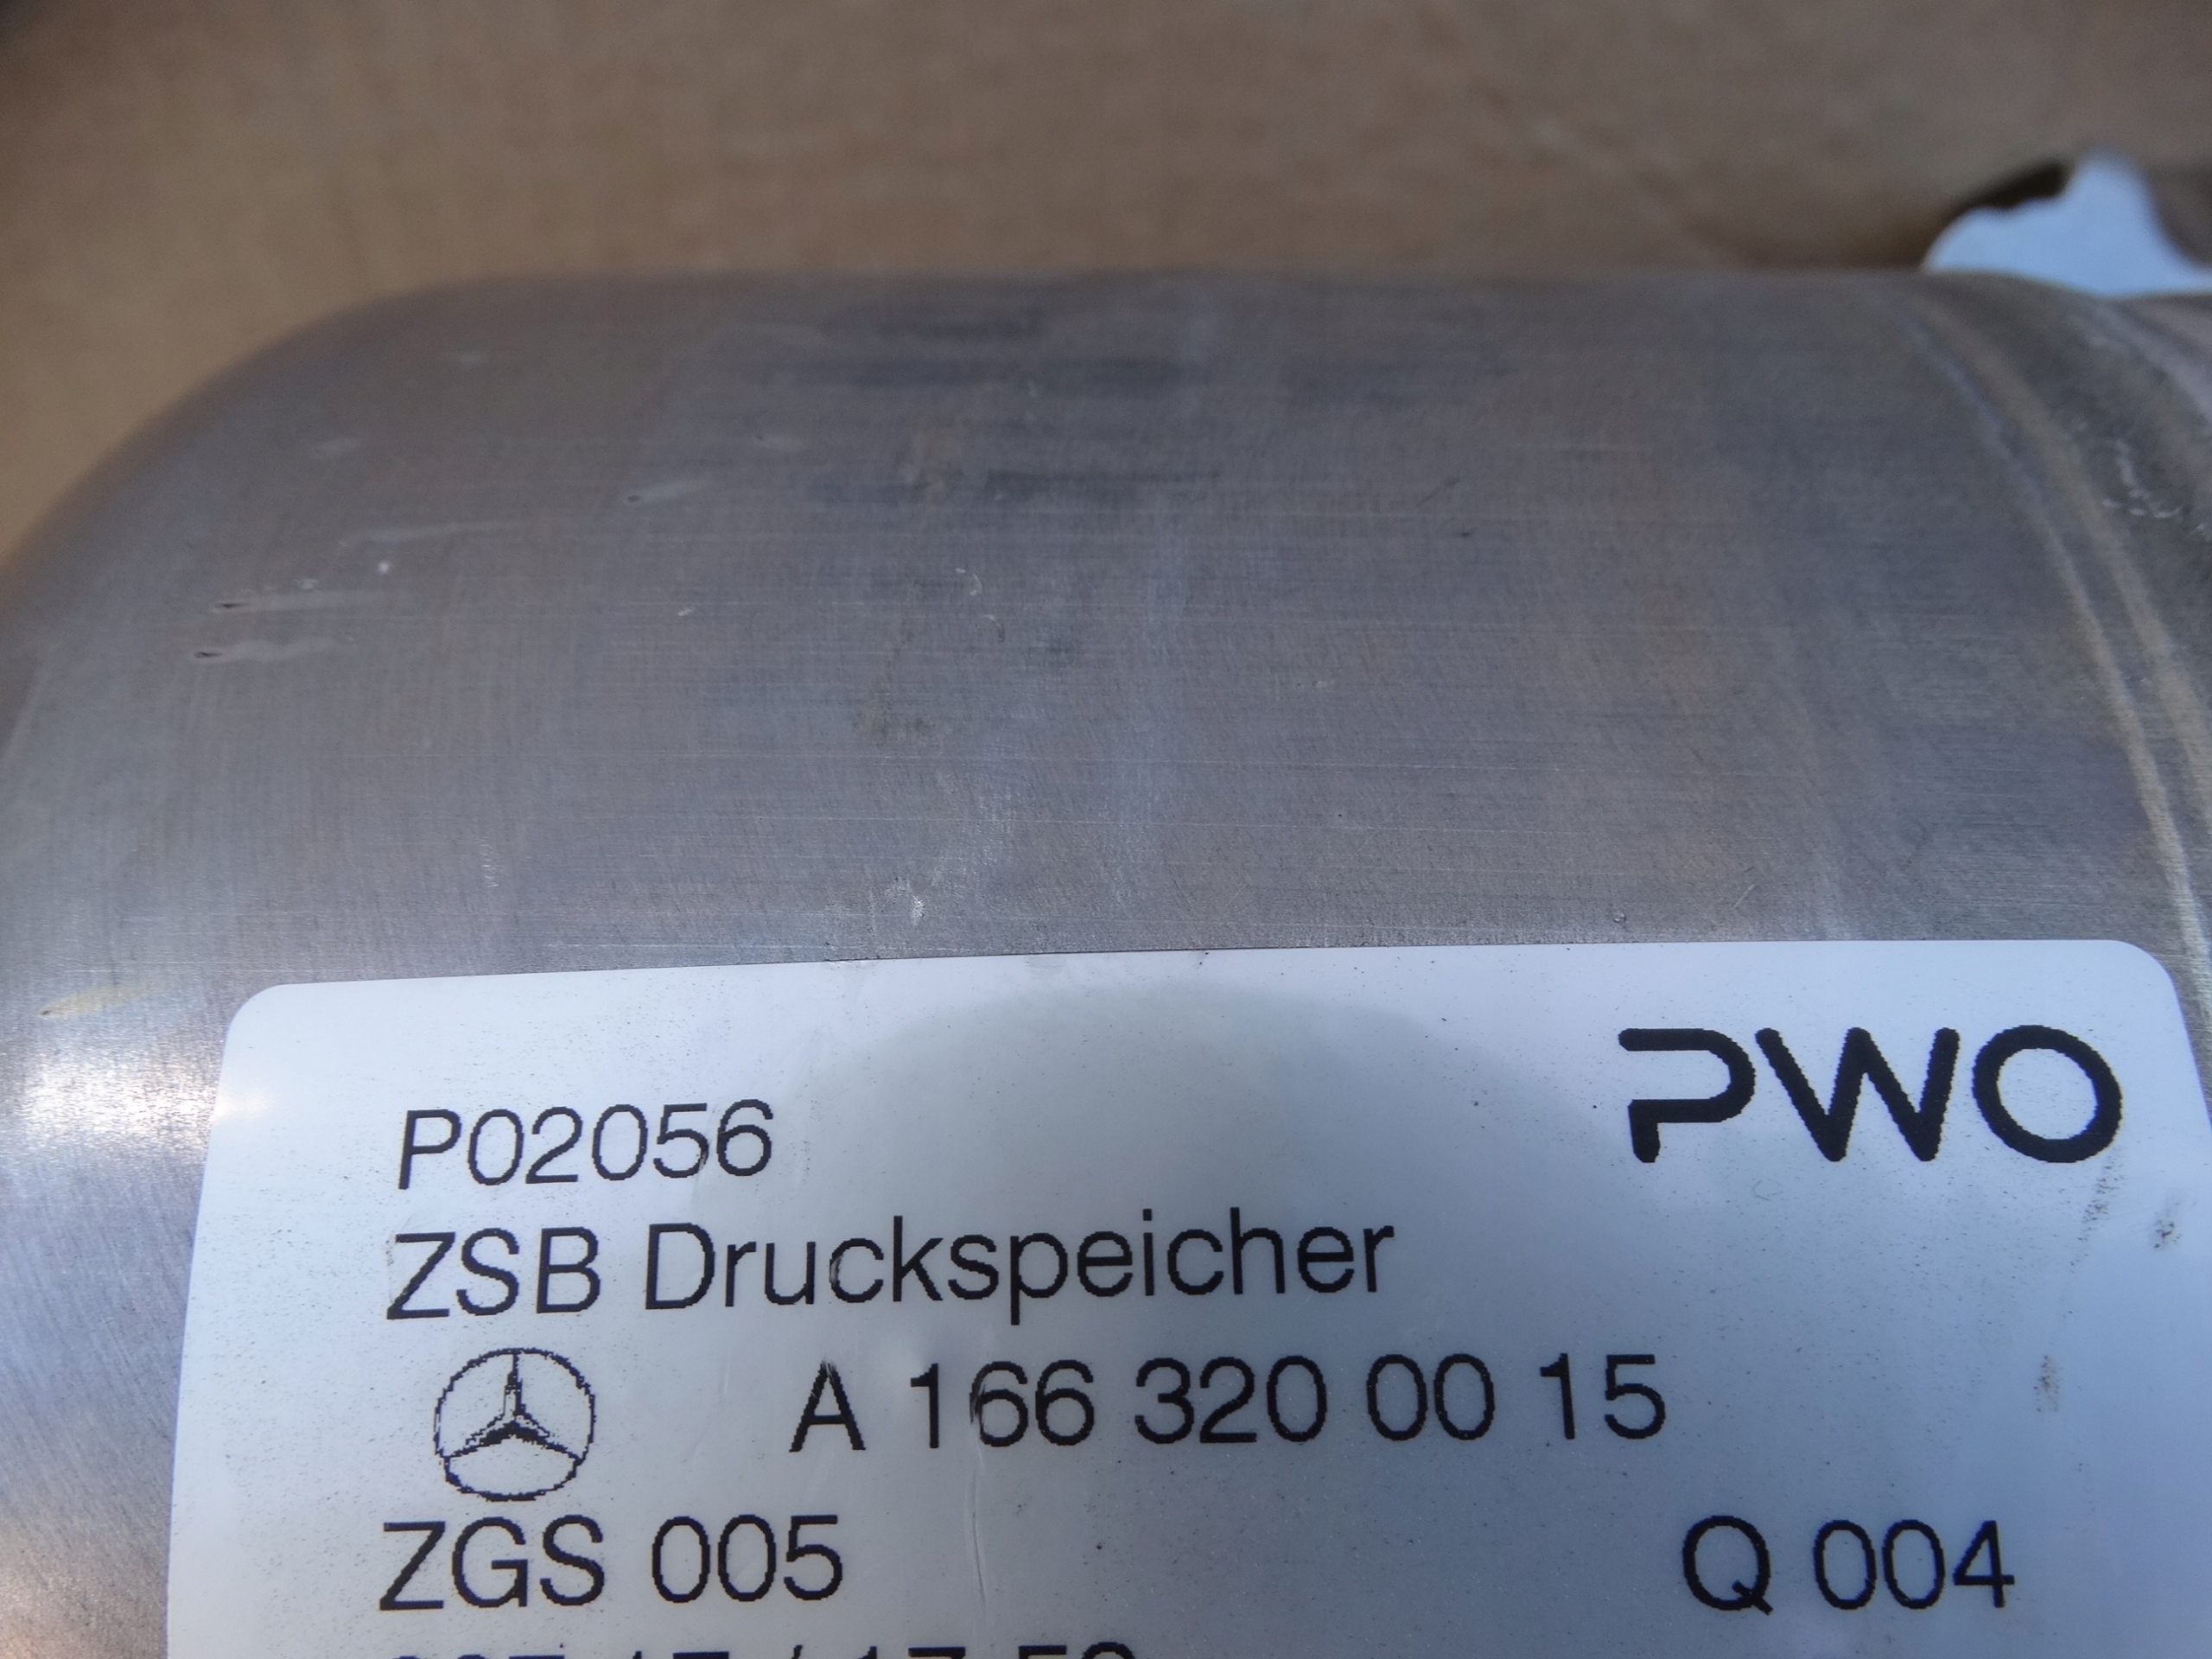 PWO
P02056
ZSB Druckspeicher
A 166 320 00 15
ZGS 005 Q 004